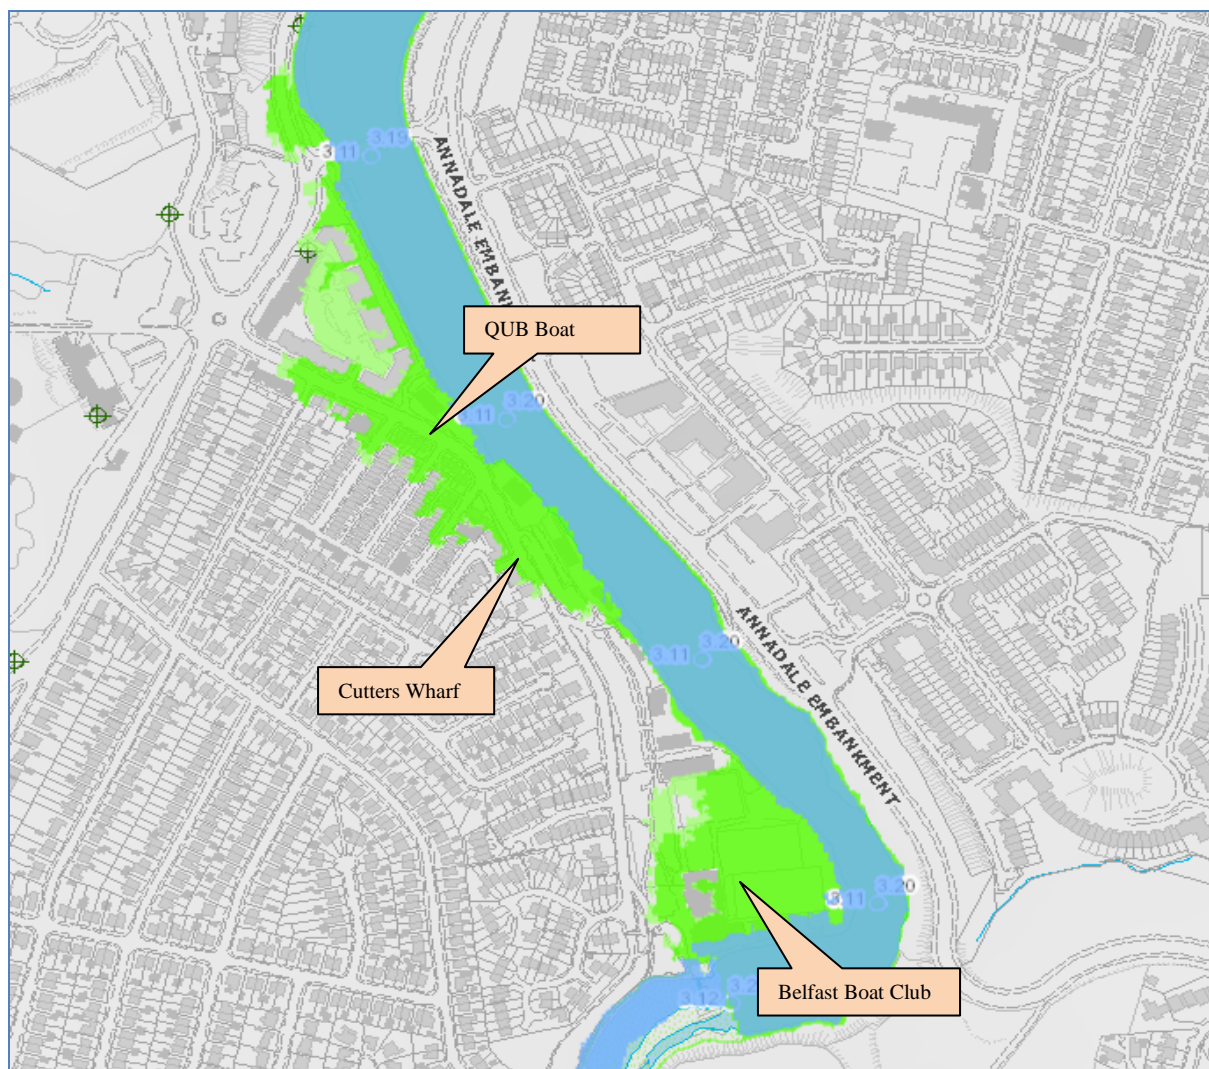 3.11 3.19
ANNADALE EMBAN
QUB Boat
3.11 3.20
Cutters Wharf
3.11 3.20
ANNADALE EMBANKMENT
3.11 3.20
3.12
Belfast Boat Club